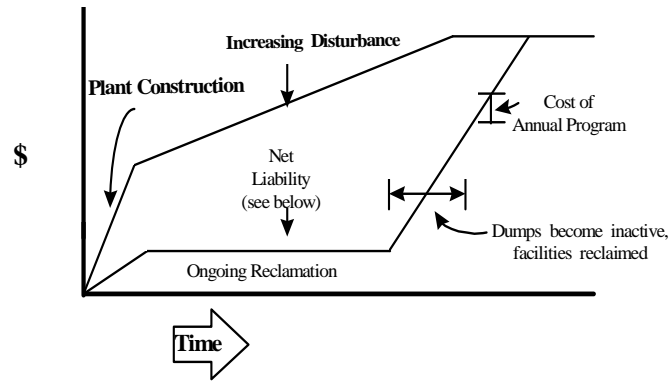 Increasing Disturbance
Plant Construction
Cost of
Annual Program
$
Net
Liability
(see below)
Dumps become inactive,
facilities reclaimed
Ongoing Reclamation
Time